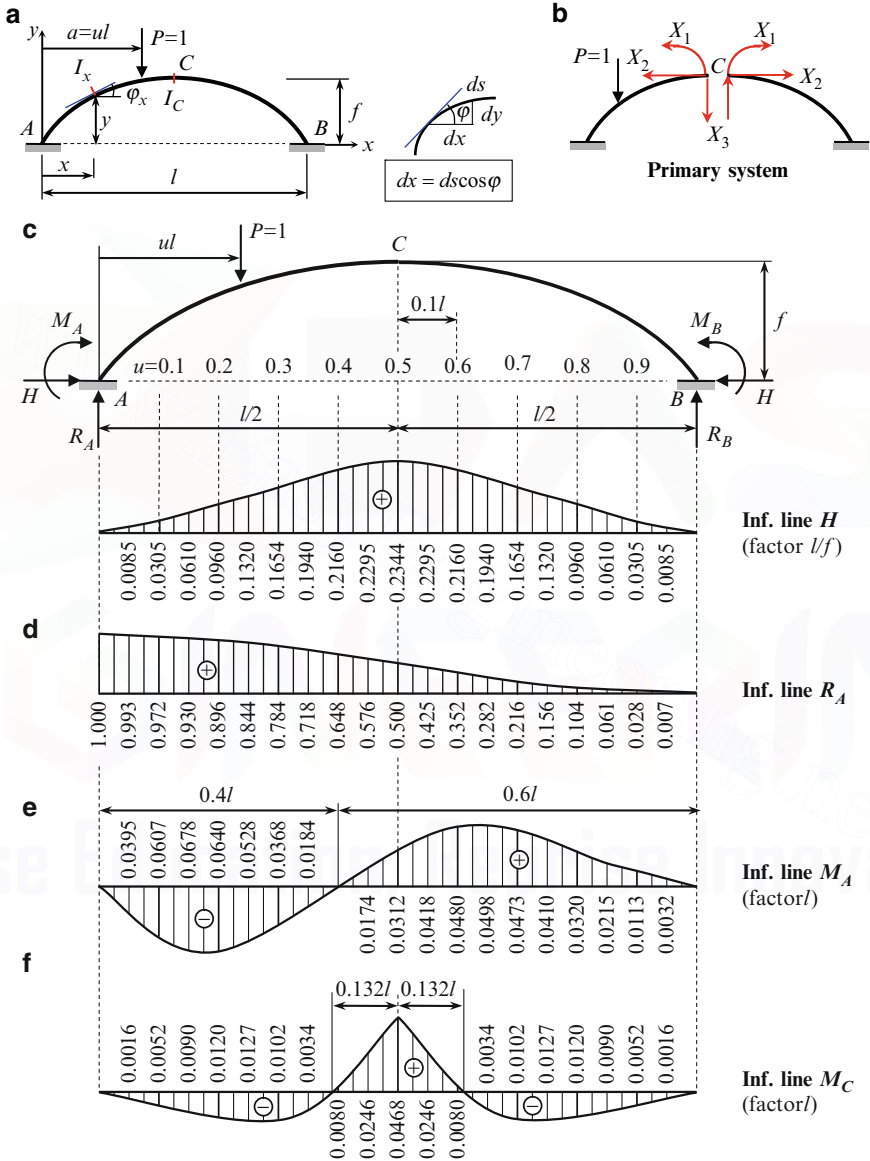 a
y
a=ul
P=1
I_x
C
φ_x
I_C
y
f
A
B
x
x
l
ds
φ
dy
dx
dx = dscosφ
b
X_1
X_1
P=1
X_2
C
X_2
X_3
Primary system
c
ul
P=1
C
0.1l
M_A
M_B
f
u=0.1 0.2 0.3 0.4 0.5 0.6 0.7 0.8 0.9
H
A
B
H
R_A
l/2
l/2
R_B
+
Inf. line H
(factor l/f)
0.0085 0.0305 0.0610 0.0960 0.1320 0.1654 0.1940 0.2160 0.2295 0.2344 0.2295 0.2160 0.1940 0.1654 0.1320 0.0960 0.0610 0.0305 0.0085
d
+
Inf. line R_A
1.000 0.993 0.972 0.930 0.896 0.844 0.784 0.718 0.648 0.576 0.500 0.425 0.352 0.282 0.216 0.156 0.104 0.061 0.028 0.007
e
0.4l
0.6l
0.0395 0.0607 0.0678 0.0640 0.0528 0.0368 0.0184
+
−
Inf. line M_A
(factorl)
0.0174 0.0312 0.0418 0.0480 0.0498 0.0473 0.0410 0.0320 0.0215 0.0113 0.0032
f
0.132l
0.132l
0.0016 0.0052 0.0090 0.0120 0.0127 0.0102 0.0034
0.0034 0.0102 0.0127 0.0120 0.0090 0.0052 0.0016
+
−
−
Inf. line M_C
(factorl)
0.0080 0.0246 0.0468 0.0246 0.0080